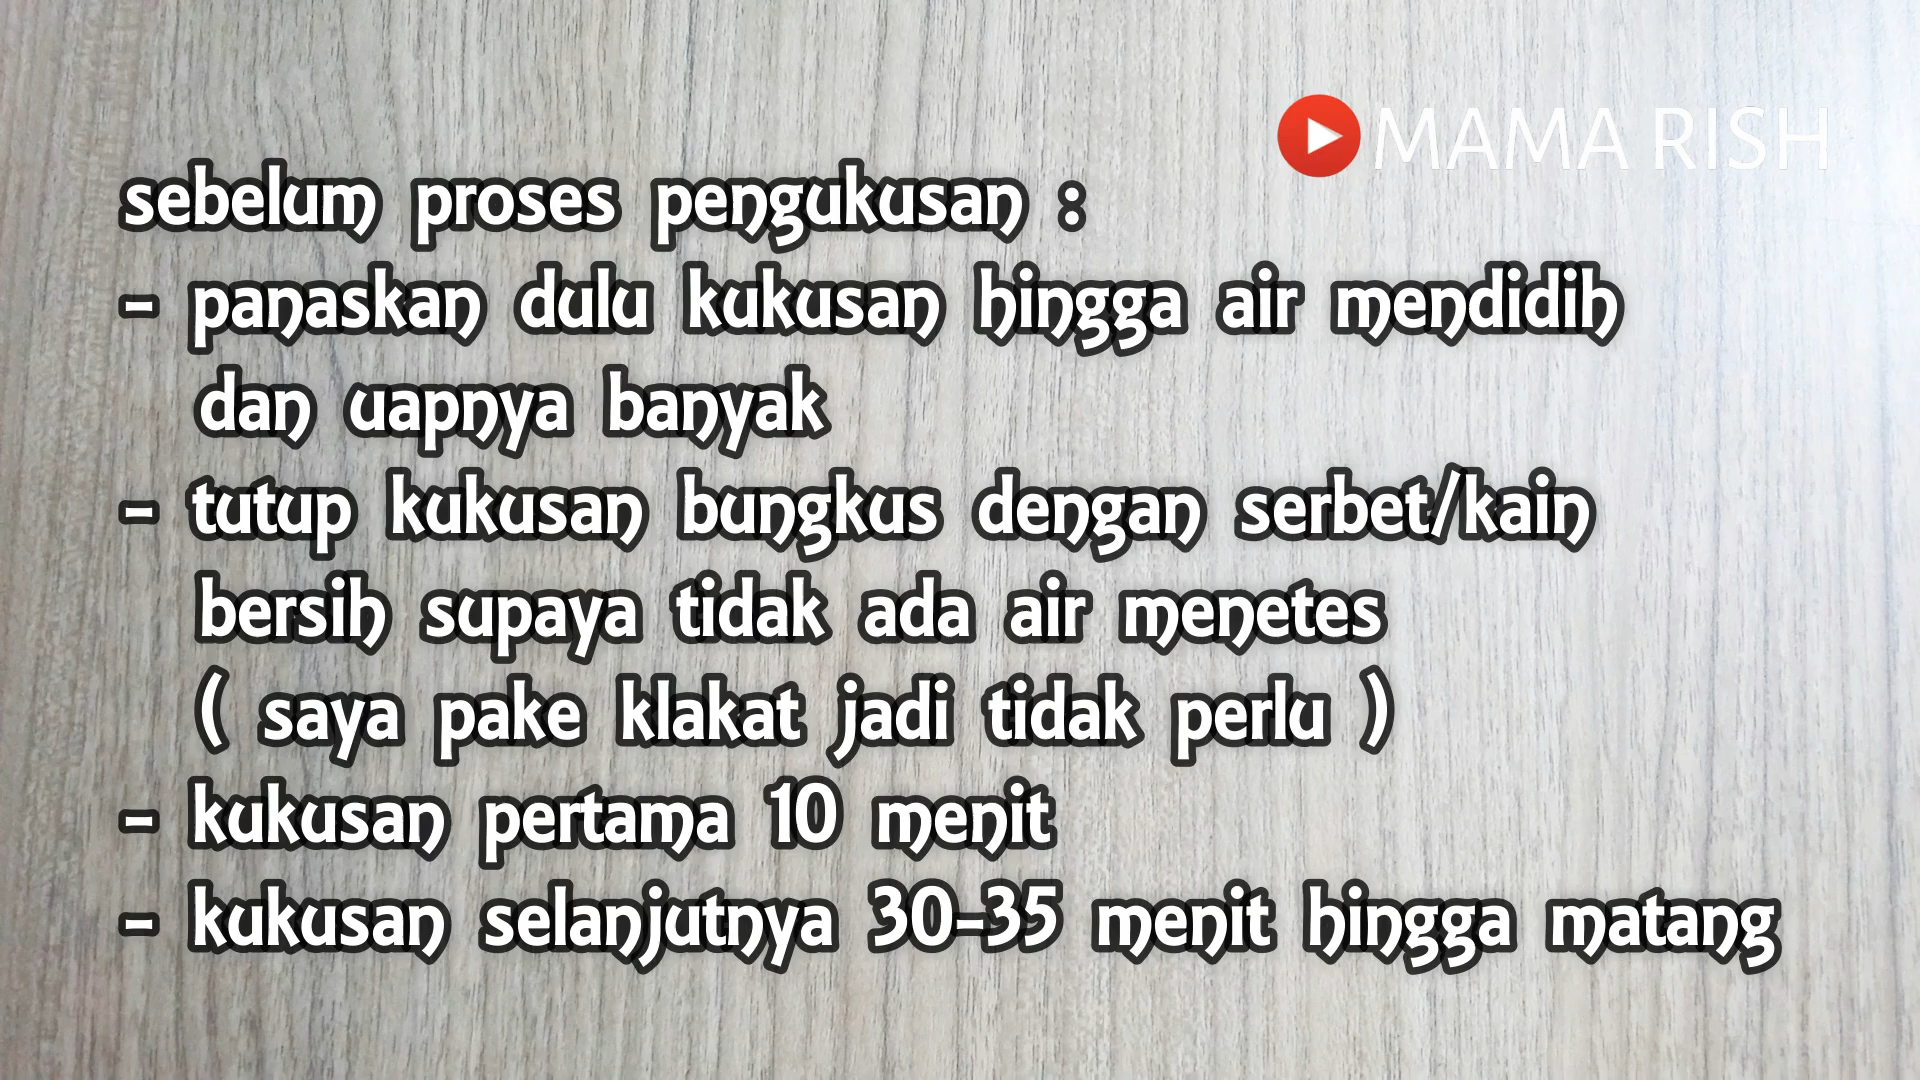 MAMA RISH
sebelum proses pengukusan :
- panaskan dulu kukusan hingga air mendidih
dan uapnya banyak
- tutup kukusan bungkus dengan serbet/kain
bersih supaya tidak ada air menetes
( saya pake klakat jadi tidak perlu )
- kukusan pertama 10 menit
- kukusan selanjutnya 30-35 menit hingga matang